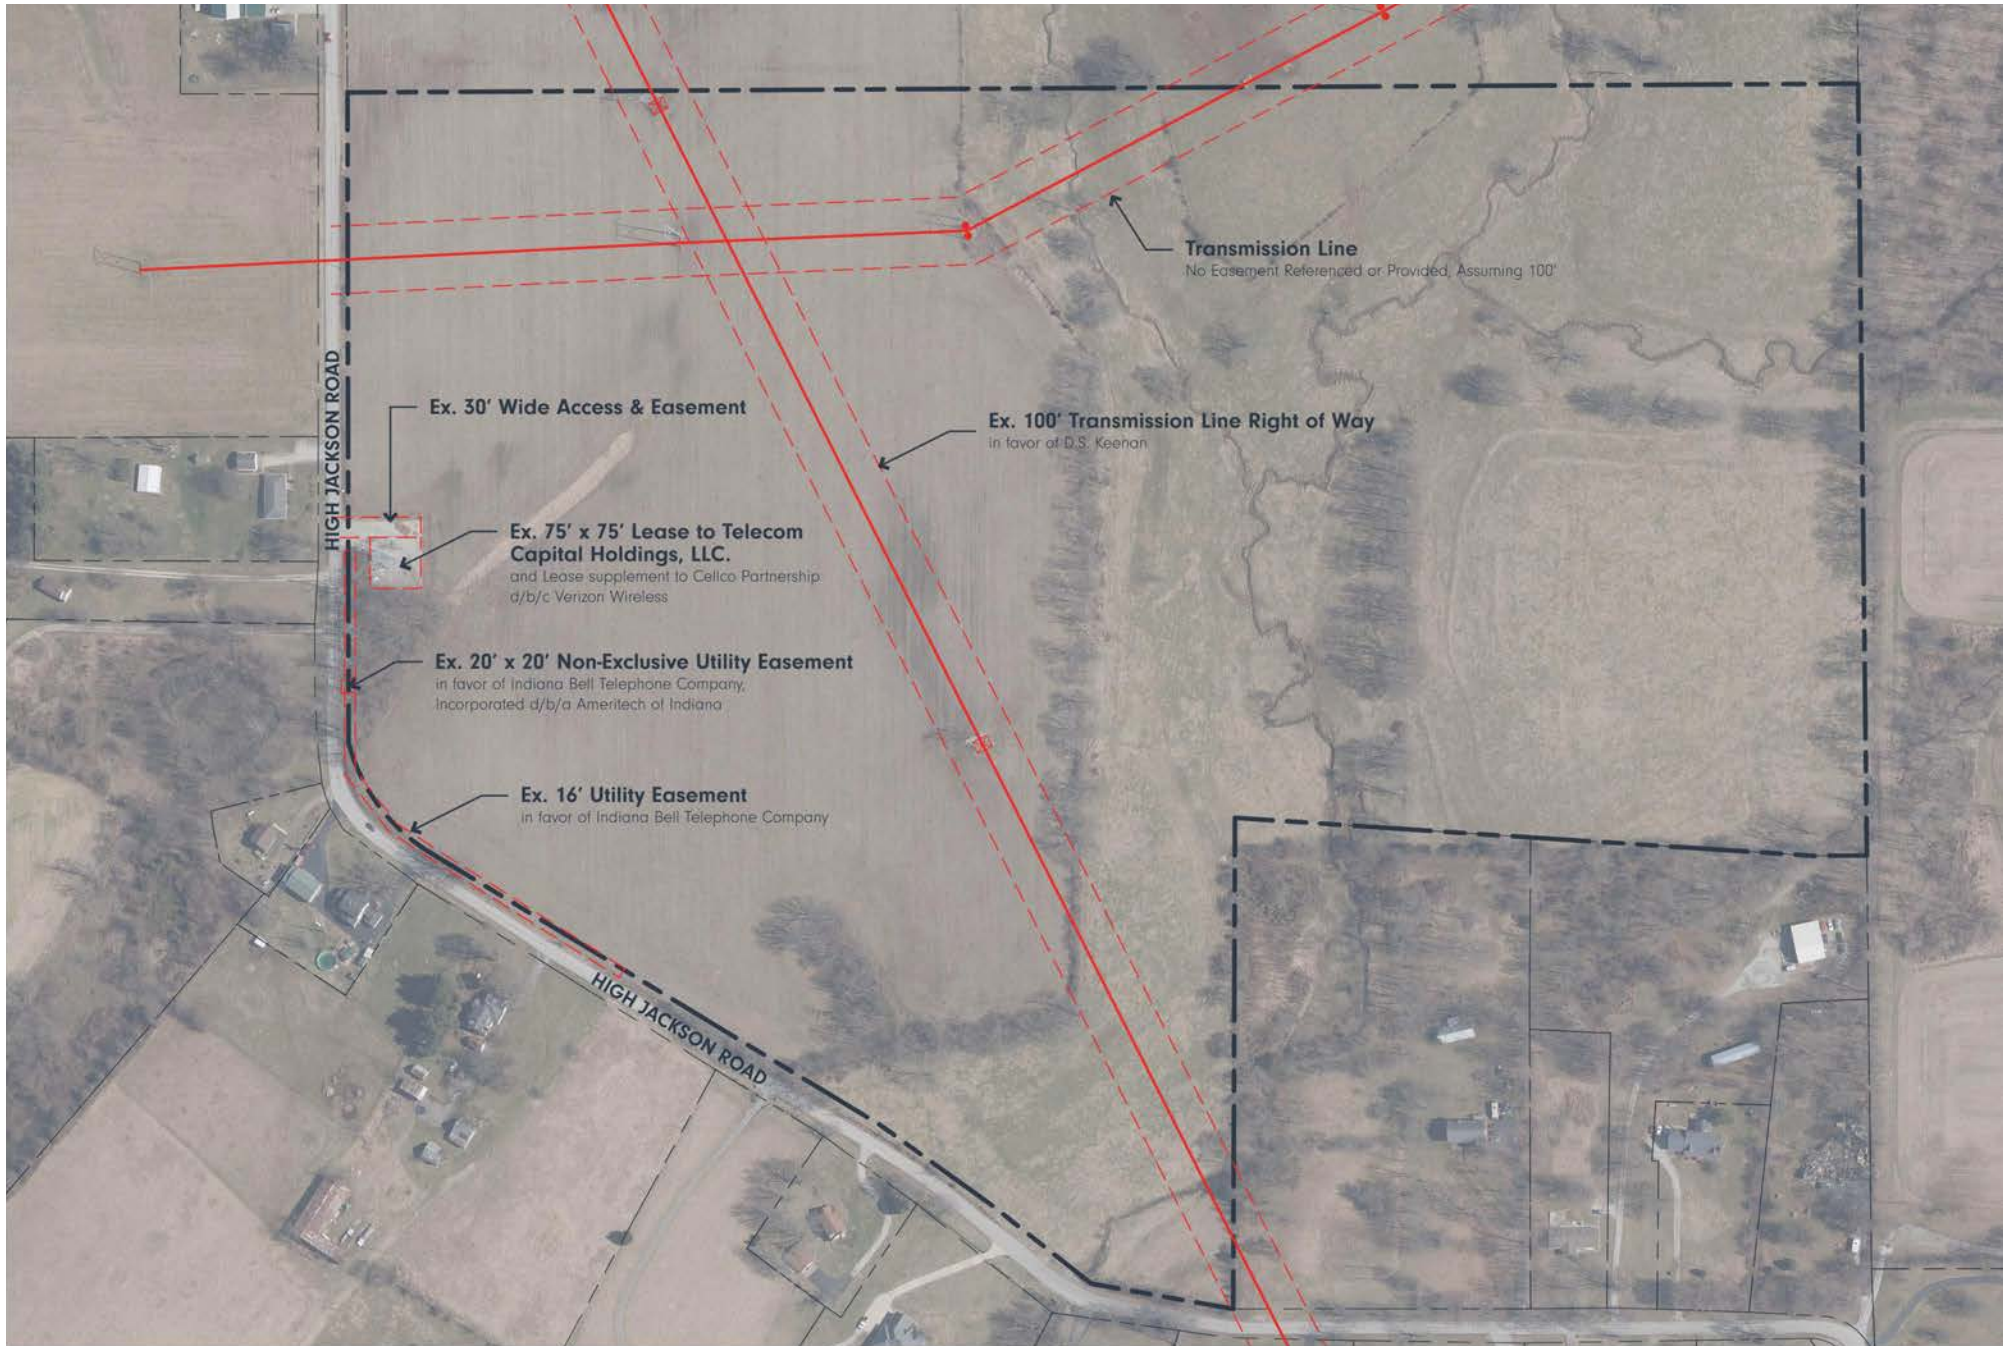 Transmission Line
No Easement Referenced or Provided, Assuming 100'
HIGH JACKSON ROAD
Ex. 30' Wide Access & Easement
Ex. 100' Transmission Line Right of Way
in favor of D.S. Keenan
Ex. 75' x 75' Lease to Telecom
Capital Holdings, LLC.
and Lease supplement to Cellco Partnership
d/b/c Verizon Wireless
Ex. 20' x 20' Non-Exclusive Utility Easement
in favor of Indiana Bell Telephone Company,
Incorporated d/b/a Ameritech of Indiana
Ex. 16' Utility Easement
in favor of Indiana Bell Telephone Company
HIGH JACKSON ROAD